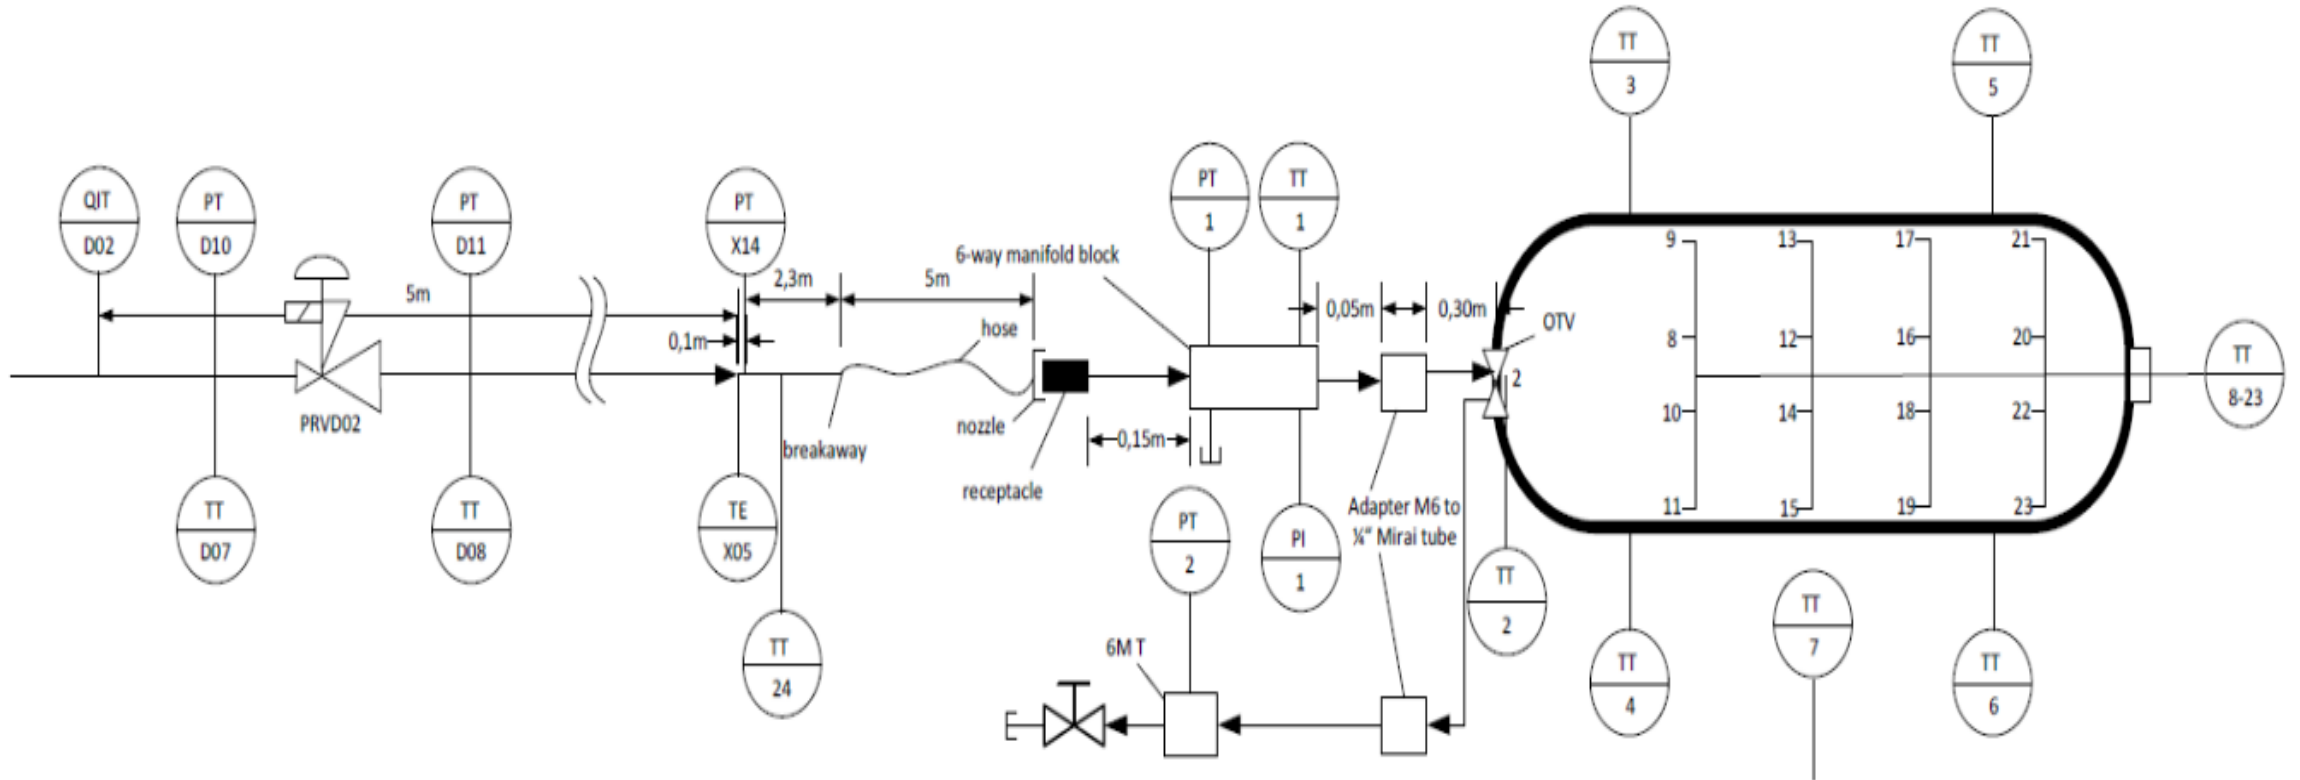 TT
3
TT
5
QIT
D02
PT
D10
PT
D11
PT
X14
PT
1
TT
1
6-way manifold block
2,3m
5m
5m
0,1m
hose
0,05m
0,30m
OTV
2
PRVD02
breakaway
nozzle
receptacle
0,15m
TT
D07
TT
D08
TE
X05
TT
24
PT
2
PI
1
Adapter M6 to
¼" Mirai tube
TT
2
6M T
9
8
10
11
13
12
14
15
17
16
18
19
21
20
22
23
TT
8-23
TT
4
TT
7
TT
6